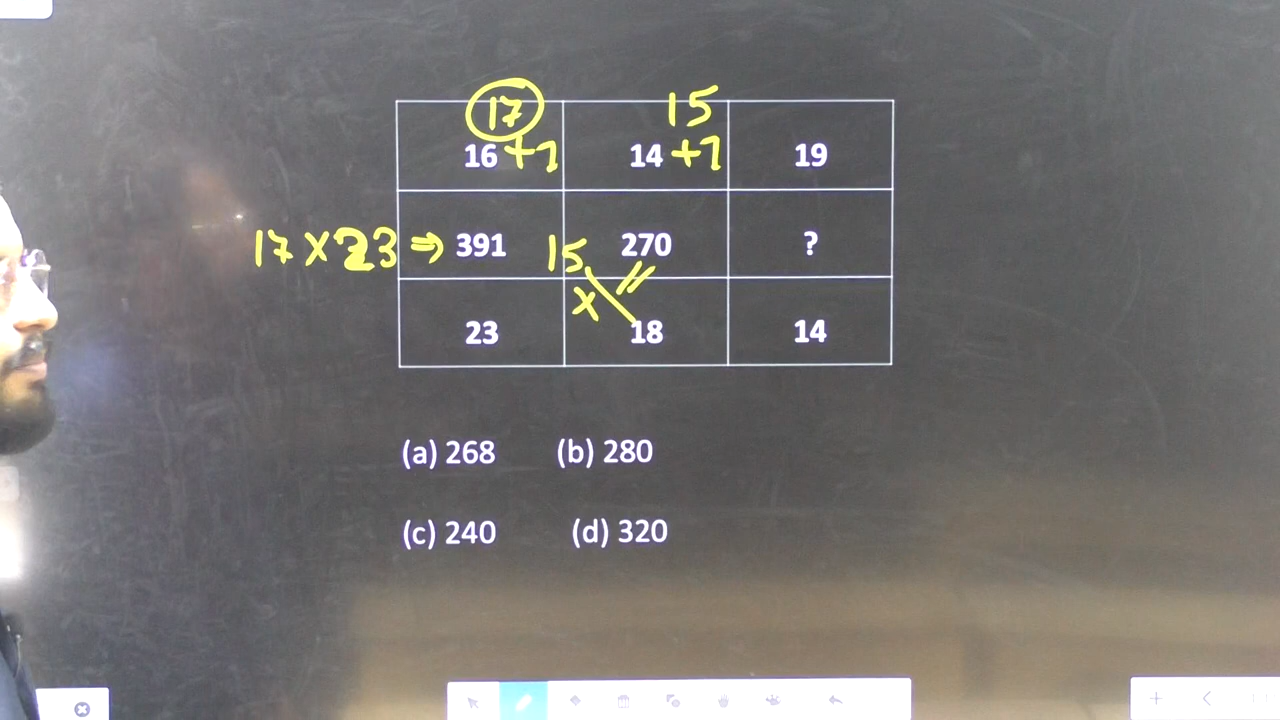 17 15
16 +1 14 +1 19
17 x 23 ⇒ 391 15 270 ?
x
23 18 14
(a) 268 (b) 280
(c) 240 (d) 320